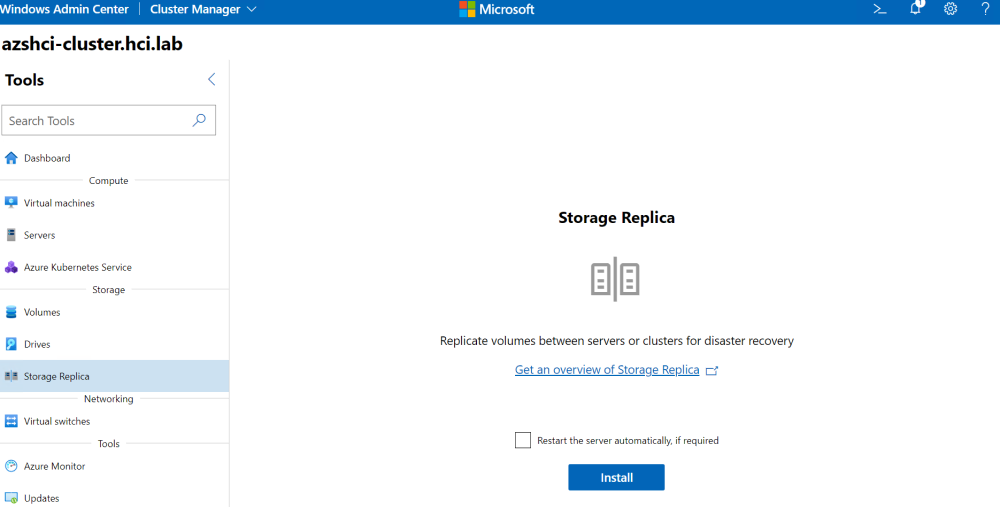 Windows Admin Center | Cluster Manager
Microsoft
1
?
azshci-cluster.hci.lab
Tools
Search Tools
Dashboard
Compute
Virtual machines
Servers
Azure Kubernetes Service
Storage
Volumes
Drives
Storage Replica
Networking
Virtual switches
Tools
Azure Monitor
Updates
Storage Replica
Replicate volumes between servers or clusters for disaster recovery
Get an overview of Storage Replica
Restart the server automatically, if required
Install